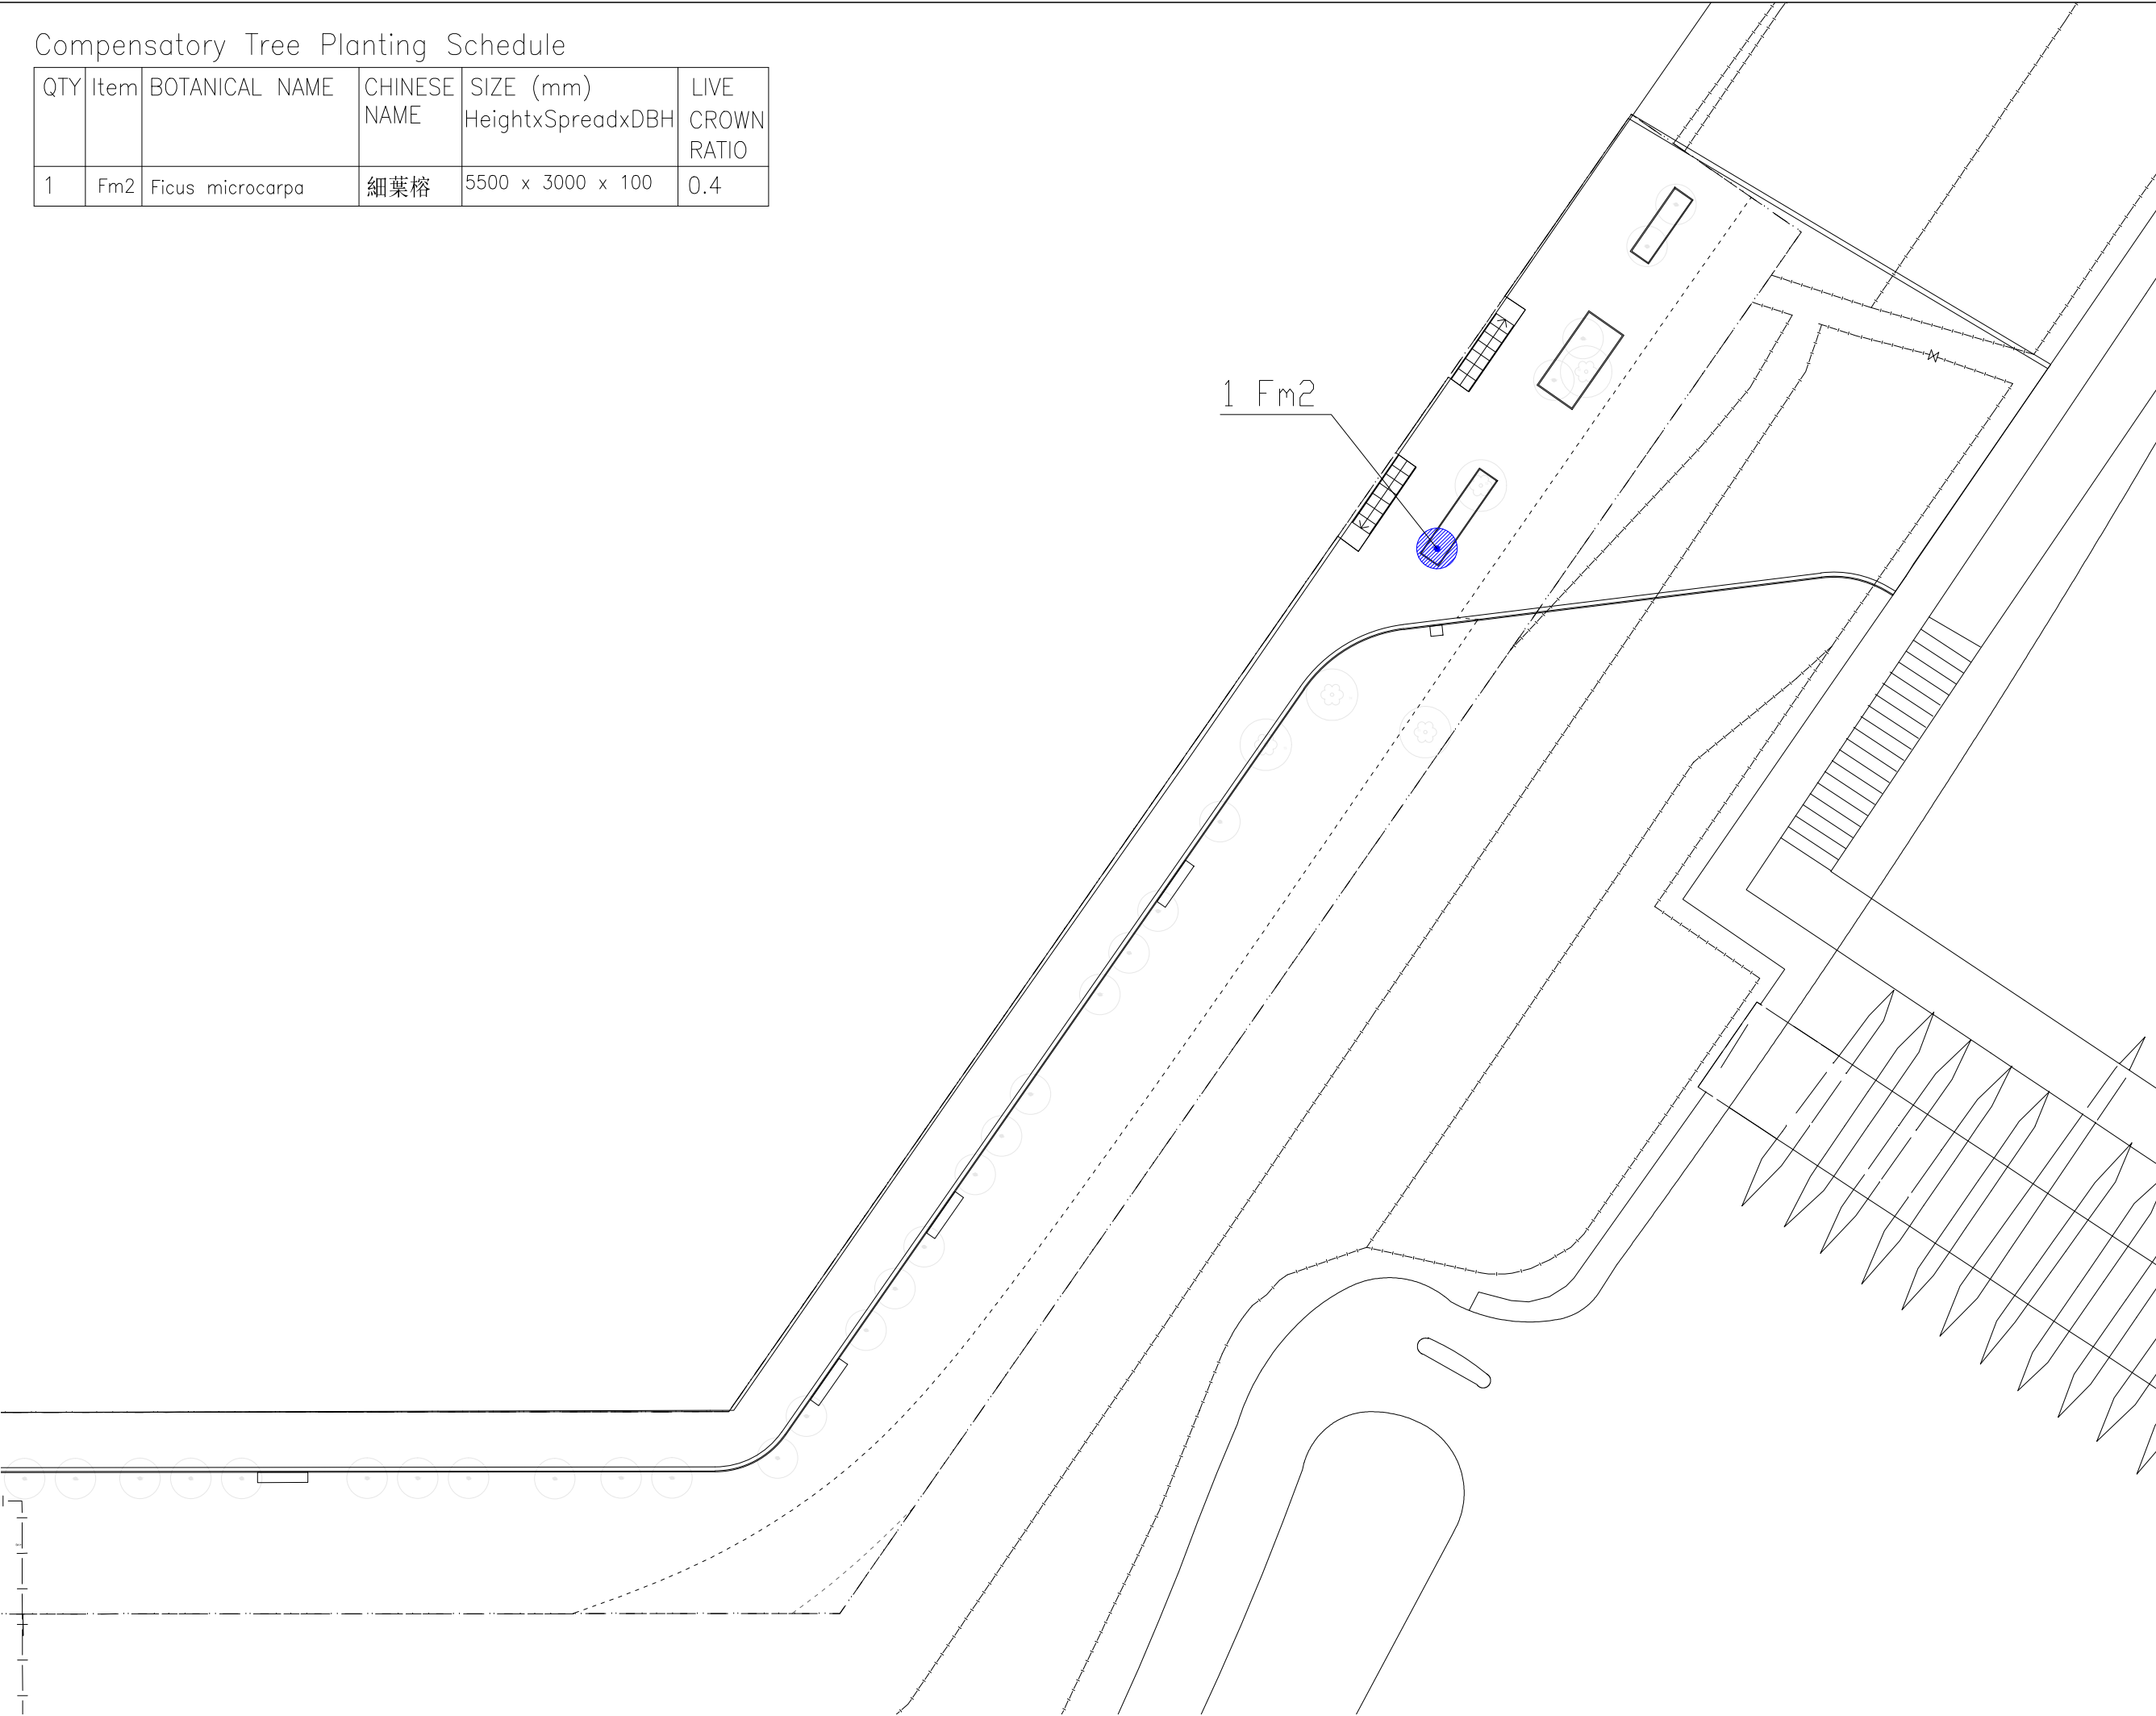 Compensatory Tree Planting Schedule
QTY Item BOTANICAL NAME CHINESE NAME SIZE (mm) HeightxSpreadxDBH LIVE CROWN RATIO
1 Fm2 Ficus microcarpa 細葉榕 5500 x 3000 x 100 0.4
1 Fm2